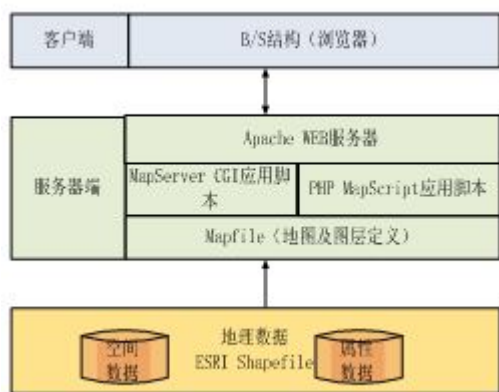 客户端
B/S结构（浏览器）
Apache WEB服务器
服务器端
MapServer CGI应用脚
本
PHP MapScript应用脚本
Mapfile（地图及图层定义）
地理数据
ESRI Shapefile
空间
数据
属性
数据